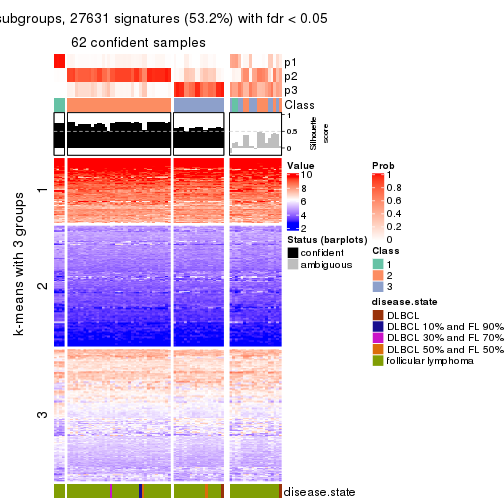 subgroups, 27631 signatures (53.2%) with fdr < 0.05
62 confident samples
p1
p2
p3
Class
1
0.5
0
Silhouette
score
k-means with 3 groups
1
2
3
Value
10
8
6
4
2
Status (barplots)
confident
ambiguous
Prob
1
0.8
0.6
0.4
0.2
0
Class
1
2
3
disease.state
DLBCL
DLBCL 10% and FL 90%
DLBCL 30% and FL 70%
DLBCL 50% and FL 50%
follicular lymphoma
disease.state